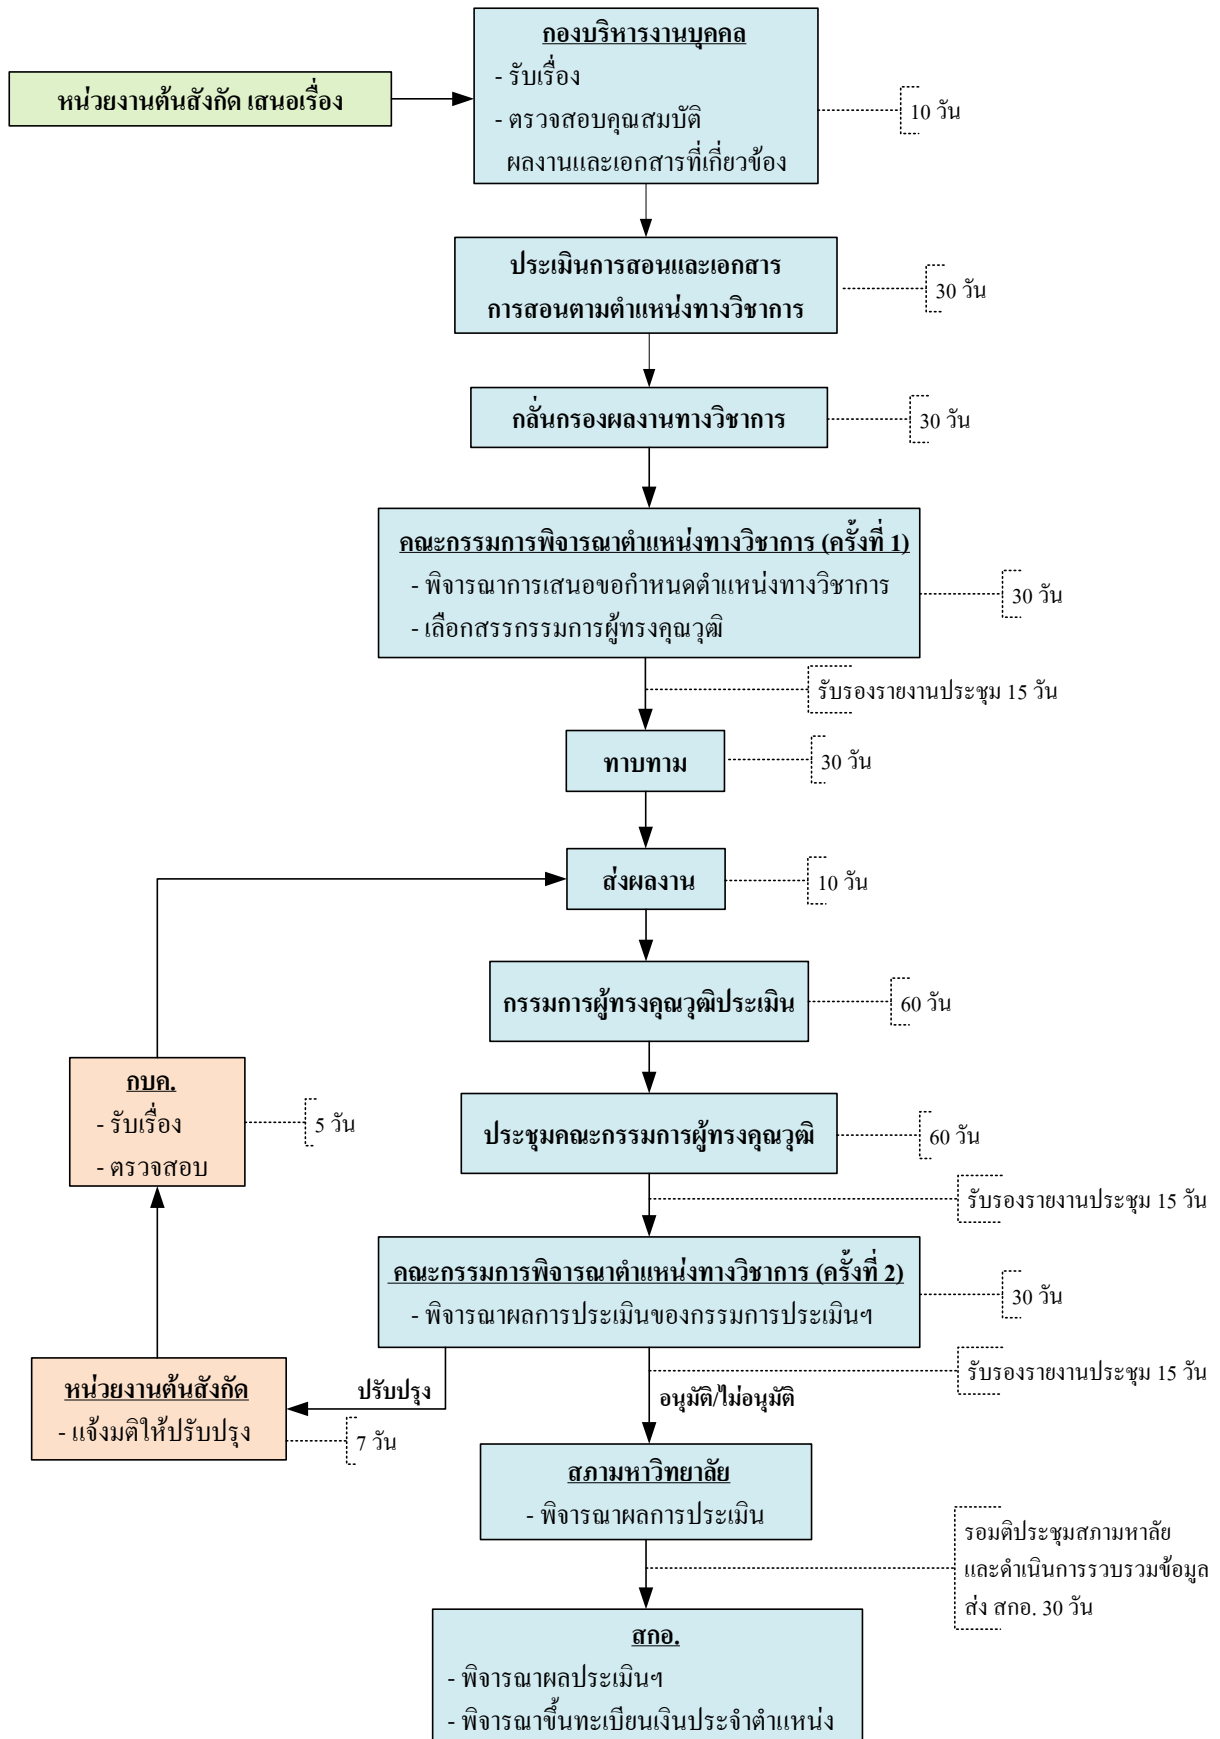 กองบริหารงานบุคคล
- รับเรื่อง
- ตรวจสอบคุณสมบัติ
ผลงานและเอกสารที่เกี่ยวข้อง
หน่วยงานต้นสังกัด เสนอเรื่อง
10 วัน
ประเมินการสอนและเอกสาร
การสอนตามตำแหน่งทางวิชาการ
30 วัน
กลั่นกรองผลงานทางวิชาการ
30 วัน
คณะกรรมการพิจารณาตำแหน่งทางวิชาการ (ครั้งที่ 1)
- พิจารณาการเสนอขอกำหนดตำแหน่งทางวิชาการ
- เลือกสรรกรรมการผู้ทรงคุณวุฒิ
30 วัน
รับรองรายงานประชุม 15 วัน
ทาบทาม
30 วัน
ส่งผลงาน
10 วัน
กรรมการผู้ทรงคุณวุฒิประเมิน
60 วัน
กบค.
- รับเรื่อง
- ตรวจสอบ
5 วัน
ประชุมคณะกรรมการผู้ทรงคุณวุฒิ
60 วัน
รับรองรายงานประชุม 15 วัน
คณะกรรมการพิจารณาตำแหน่งทางวิชาการ (ครั้งที่ 2)
- พิจารณาผลการประเมินของกรรมการประเมินฯ
30 วัน
รับรองรายงานประชุม 15 วัน
หน่วยงานต้นสังกัด
- แจ้งมติให้ปรับปรุง
7 วัน
ปรับปรุง
อนุมัติ/ไม่อนุมัติ
สภามหาวิทยาลัย
- พิจารณาผลการประเมิน
รอมติประชุมสภามหาลัย
และดำเนินการรวบรวมข้อมูล
ส่ง สกอ. 30 วัน
สกอ.
- พิจารณาผลประเมินฯ
- พิจารณาขึ้นทะเบียนเงินประจำตำแหน่ง